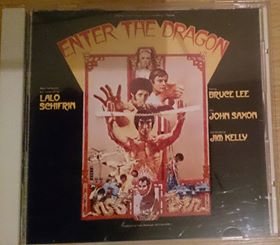 ENTER THE DRAGON
LALO
SCHIFRIN
BRUCE LEE
JOHN SAXON
JIM KELLY